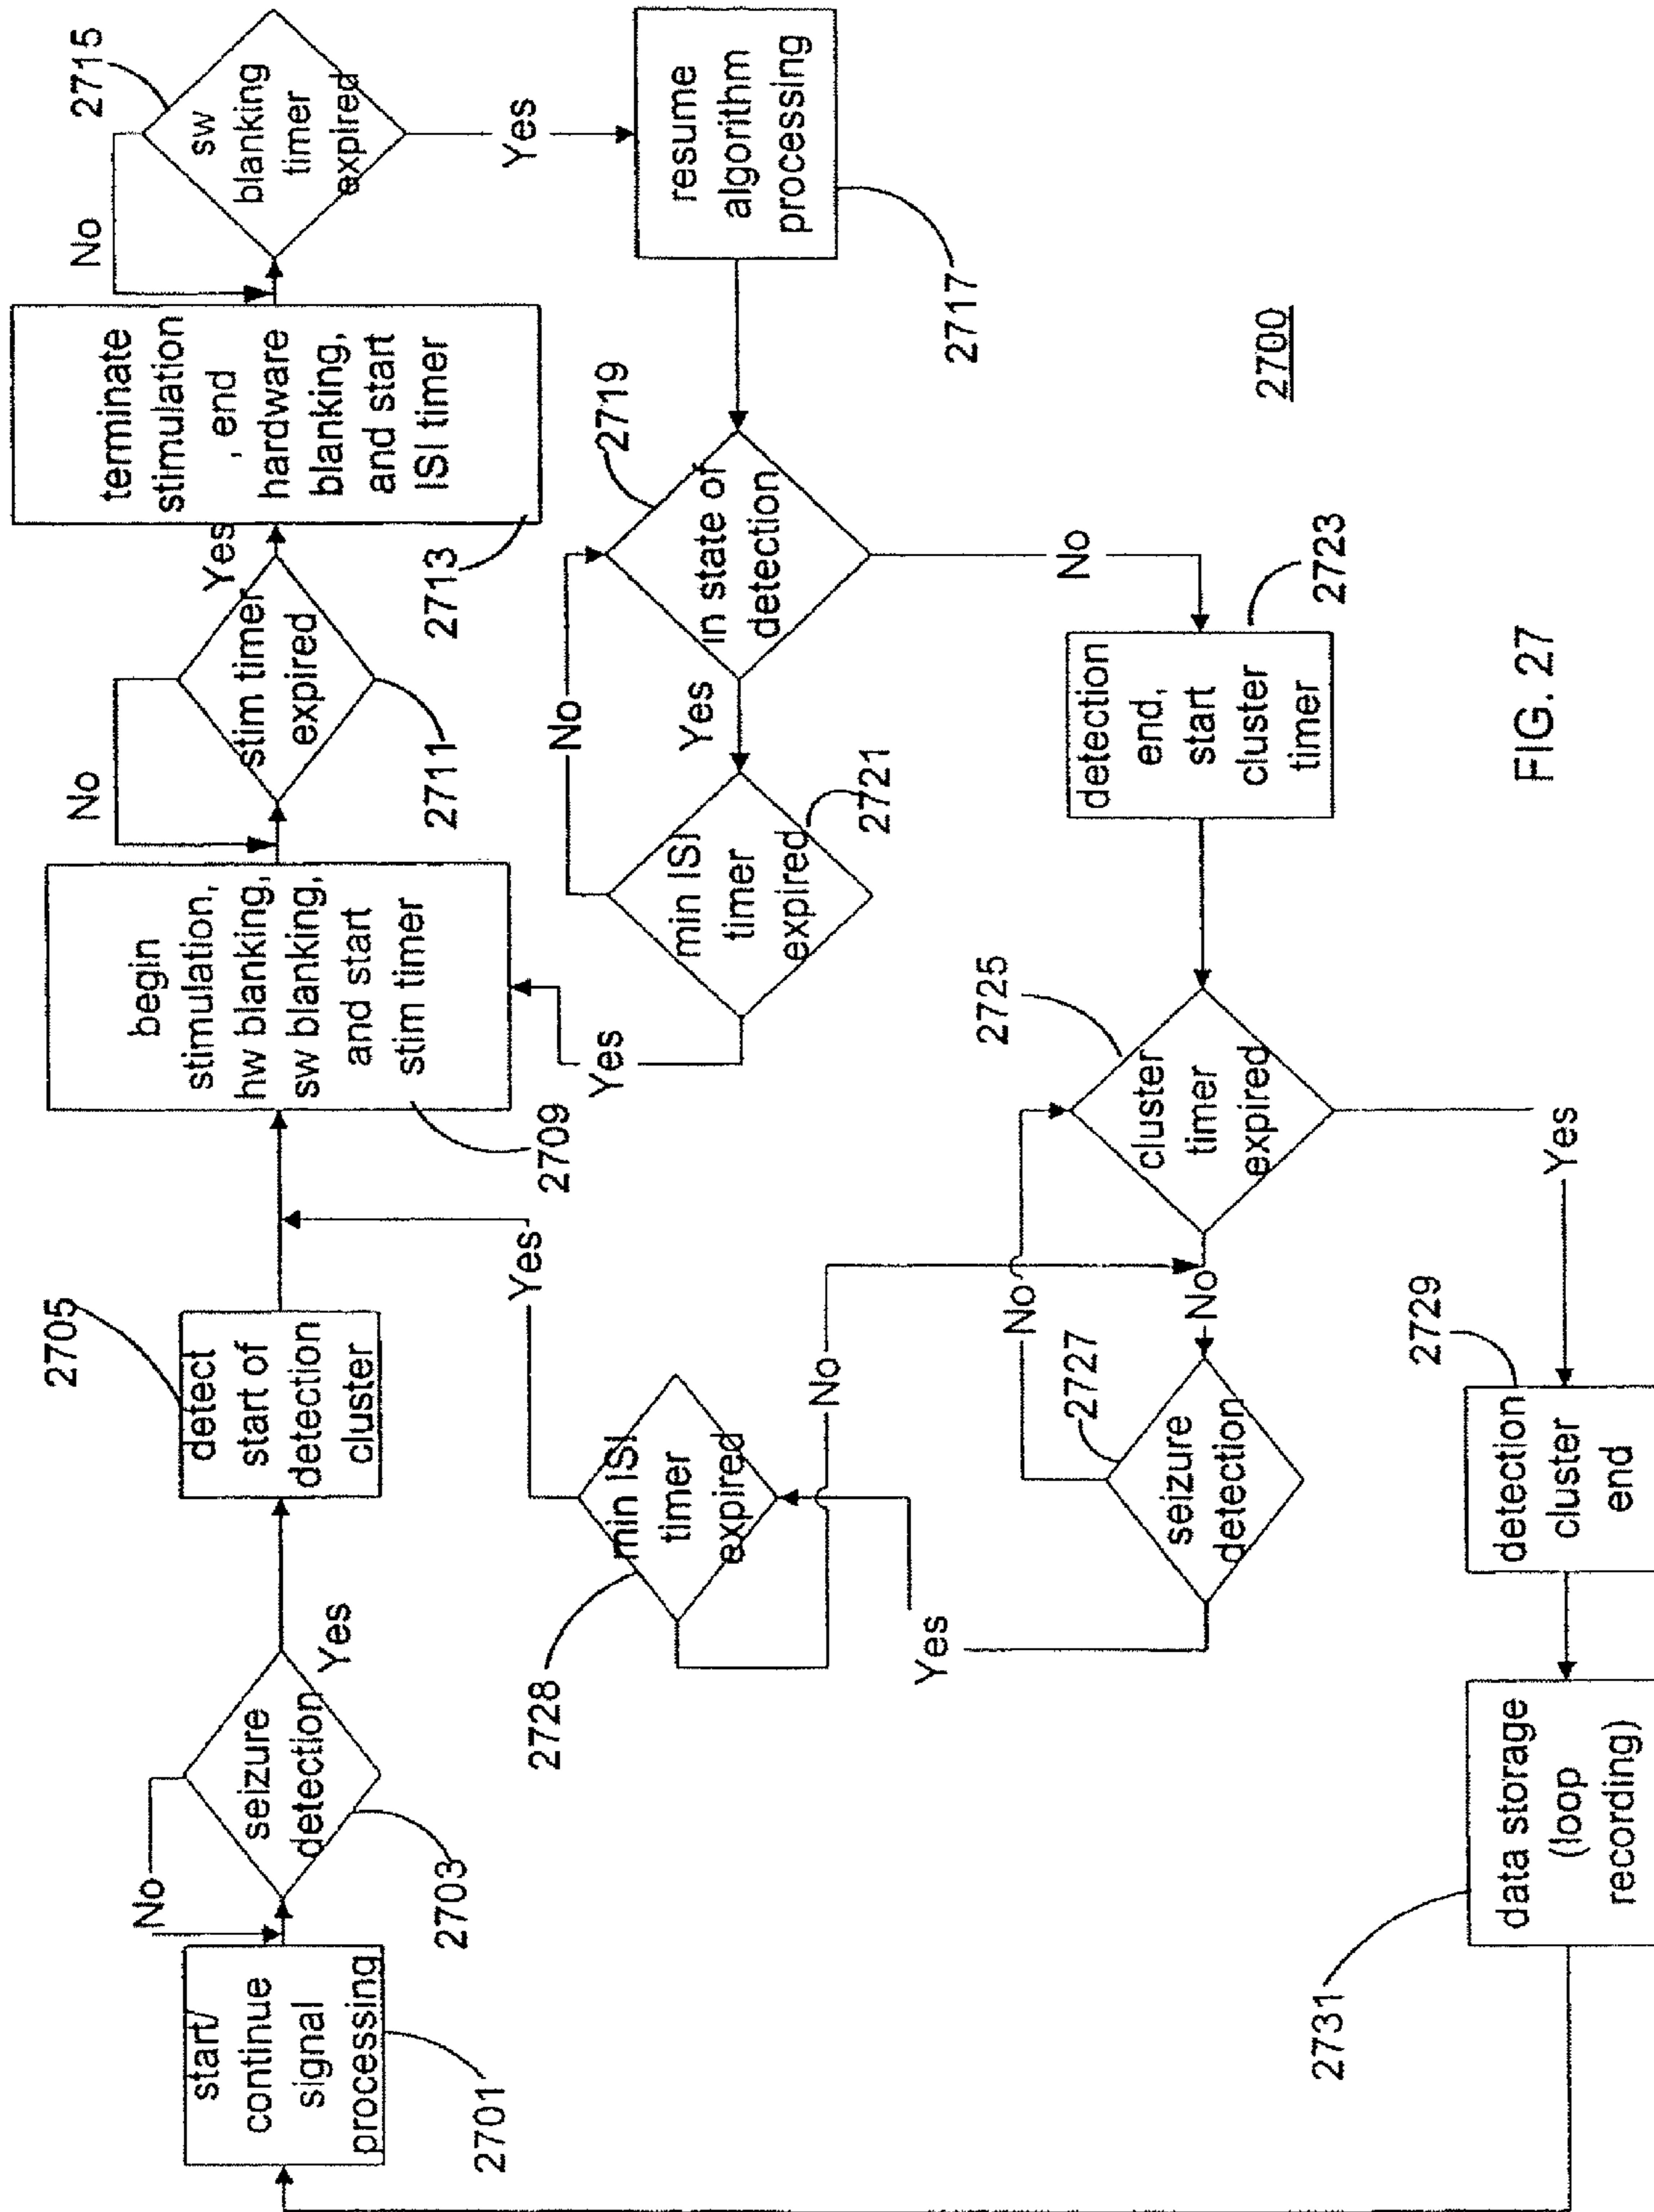 start/
continue
signal
processing
2701
No
seizure
detection
Yes
2703
2705
detect
start of
detection
cluster
begin
stimulation,
hw blanking,
sw blanking,
and start
stim timer
2709
No
stim timer
expired
Yes
2711
terminate
stimulation
, end
hardware
blanking,
and start
ISI timer
2713
No
sw
blanking
timer
expired
2715
Yes
resume
algorithm
processing
2717
in state of
detection
2719
No
Yes
min ISI
timer
expired
2721
Yes
No
detection
end,
start
cluster
timer
2723
cluster
timer
expired
2725
No
Yes
seizure
detection
2727
No
Yes
min ISI
timer
expired
2728
Yes
No
detection
cluster
end
2729
data storage
(loop
recording)
2731
2700
FIG. 27